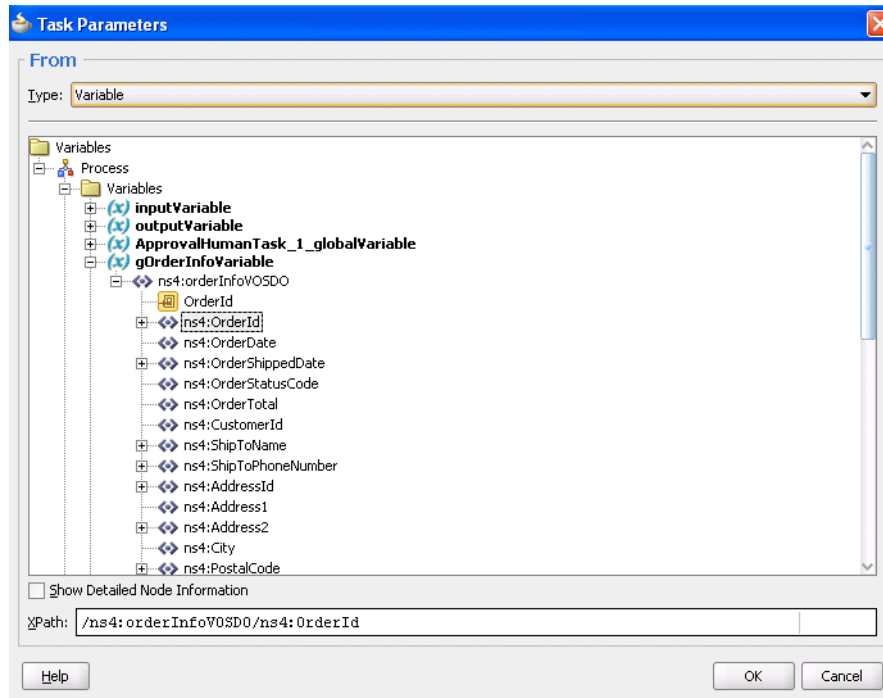 Task Parameters
From
Type: Variable
Variables
Process
Variables
(x) inputVariable
(x) outputVariable
(x) ApprovalHumanTask_1_globalVariable
(x) gOrderInfoVariable
ns4:orderInfoVOSDO
OrderId
ns4:OrderId
ns4:OrderDate
ns4:OrderShippedDate
ns4:OrderStatusCode
ns4:OrderTotal
ns4:CustomerId
ns4:ShipToName
ns4:ShipToPhoneNumber
ns4:AddressId
ns4:Address1
ns4:Address2
ns4:City
ns4:PostalCode
Show Detailed Node Information
XPath: /ns4:orderInfoVOSDO/ns4:OrderId
Help OK Cancel